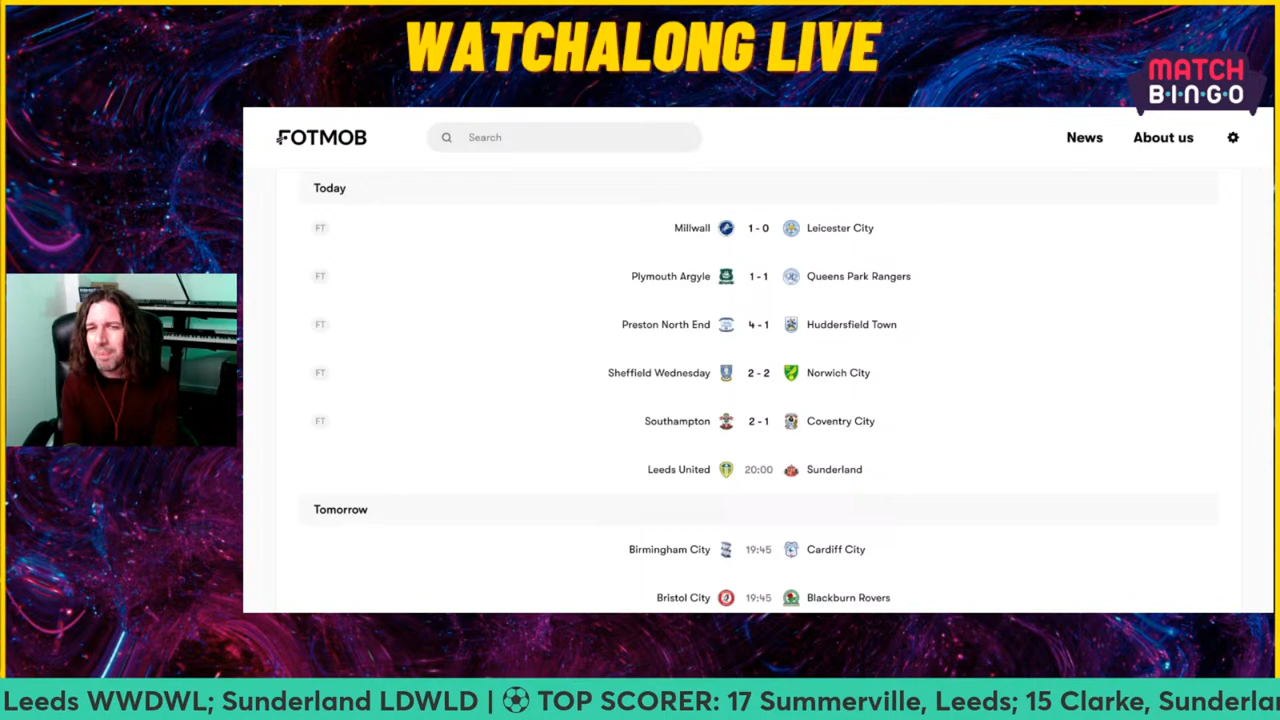 WATCHALONG LIVE
MATCH
B·I·N·G·O
FOTMOB
Search
News
About us
Today
FT Millwall 1 - 0 Leicester City
FT Plymouth Argyle 1 - 1 Queens Park Rangers
FT Preston North End 4 - 1 Huddersfield Town
FT Sheffield Wednesday 2 - 2 Norwich City
FT Southampton 2 - 1 Coventry City
Leeds United 20:00 Sunderland
Tomorrow
Birmingham City 19:45 Cardiff City
Bristol City 19:45 Blackburn Rovers
Leeds WWDWL; Sunderland LDWLD | ⚽ TOP SCORER: 17 Summerville, Leeds; 15 Clarke, Sunderla